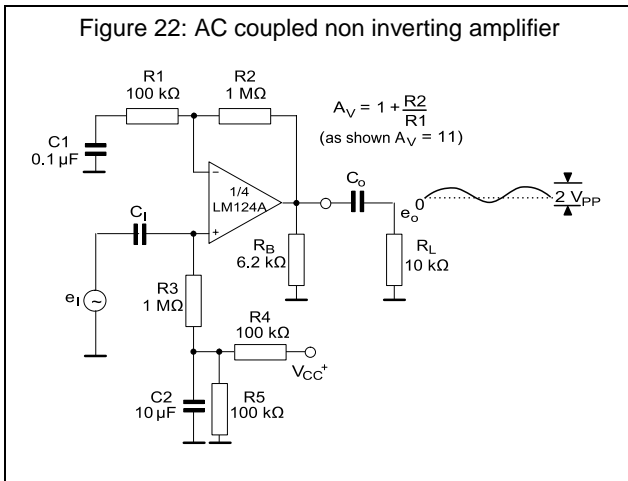 Figure 22: AC coupled non inverting amplifier
R1
100 kΩ
R2
1 MΩ
A_V = 1 + R2/R1
(as shown A_V = 11)
C1
0.1 µF
C_I
1/4
LM124A
C_o
e_o
0
2 V_PP
R_B
6.2 kΩ
R_L
10 kΩ
e_I
~
R3
1 MΩ
R4
100 kΩ
V_CC+
C2
10 µF
R5
100 kΩ